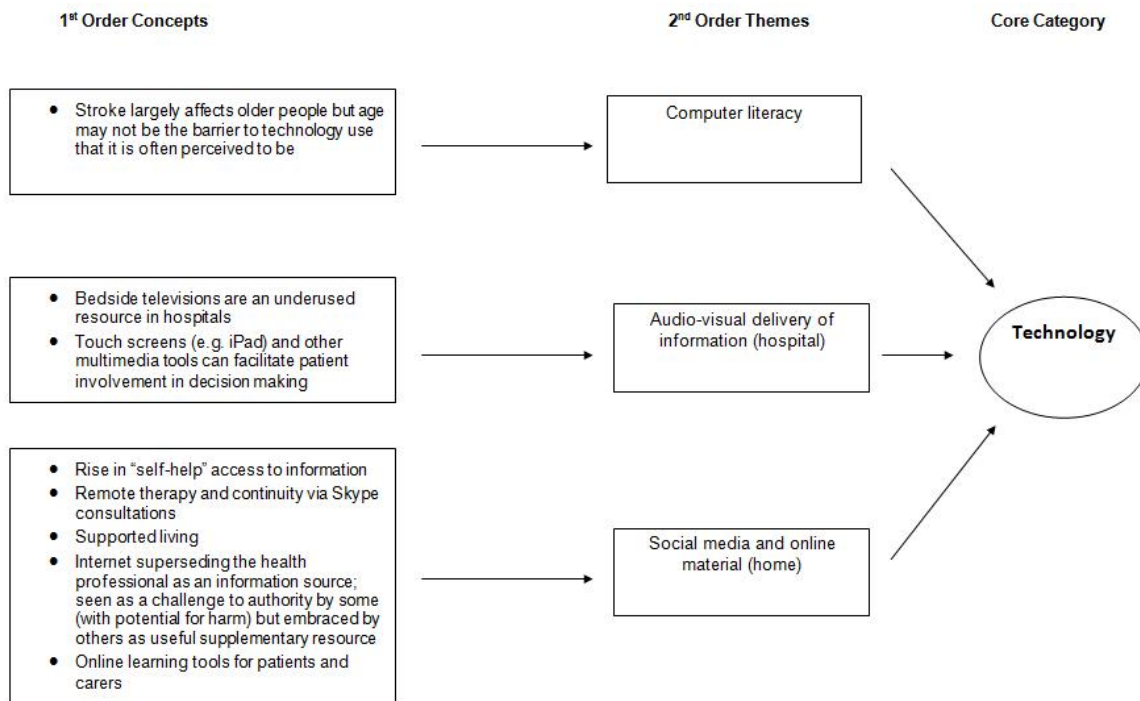 1st Order Concepts
2nd Order Themes
Core Category
● Stroke largely affects older people but age
may not be the barrier to technology use
that it is often perceived to be
Computer literacy
● Bedside televisions are an underused
resource in hospitals
● Touch screens (e.g. iPad) and other
multimedia tools can facilitate patient
involvement in decision making
Audio-visual delivery of
information (hospital)
Technology
● Rise in “self-help” access to information
● Remote therapy and continuity via Skype
consultations
● Supported living
● Internet superseding the health
professional as an information source;
seen as a challenge to authority by some
(with potential for harm) but embraced by
others as useful supplementary resource
● Online learning tools for patients and
carers
Social media and online
material (home)